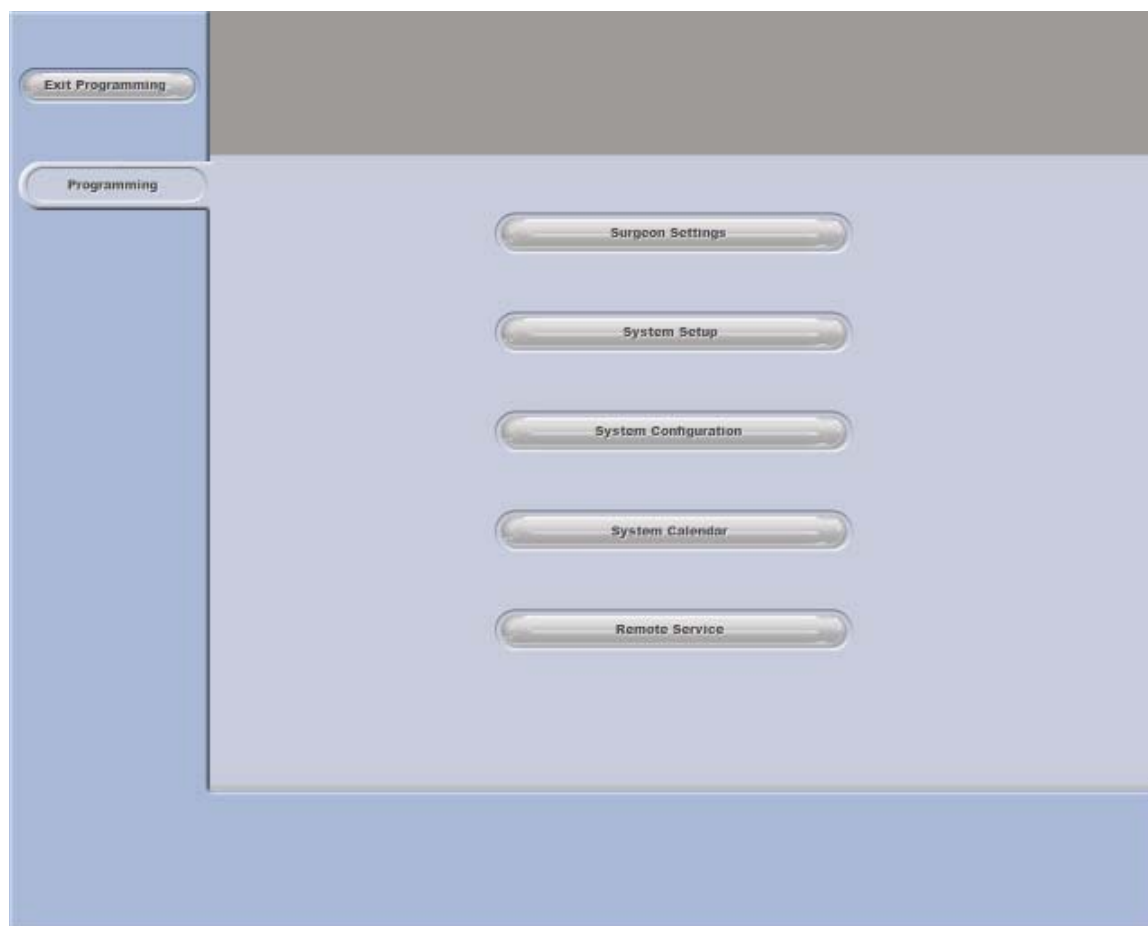 Exit Programming
Programming
Surgeon Settings
System Setup
System Configuration
System Calendar
Remote Service